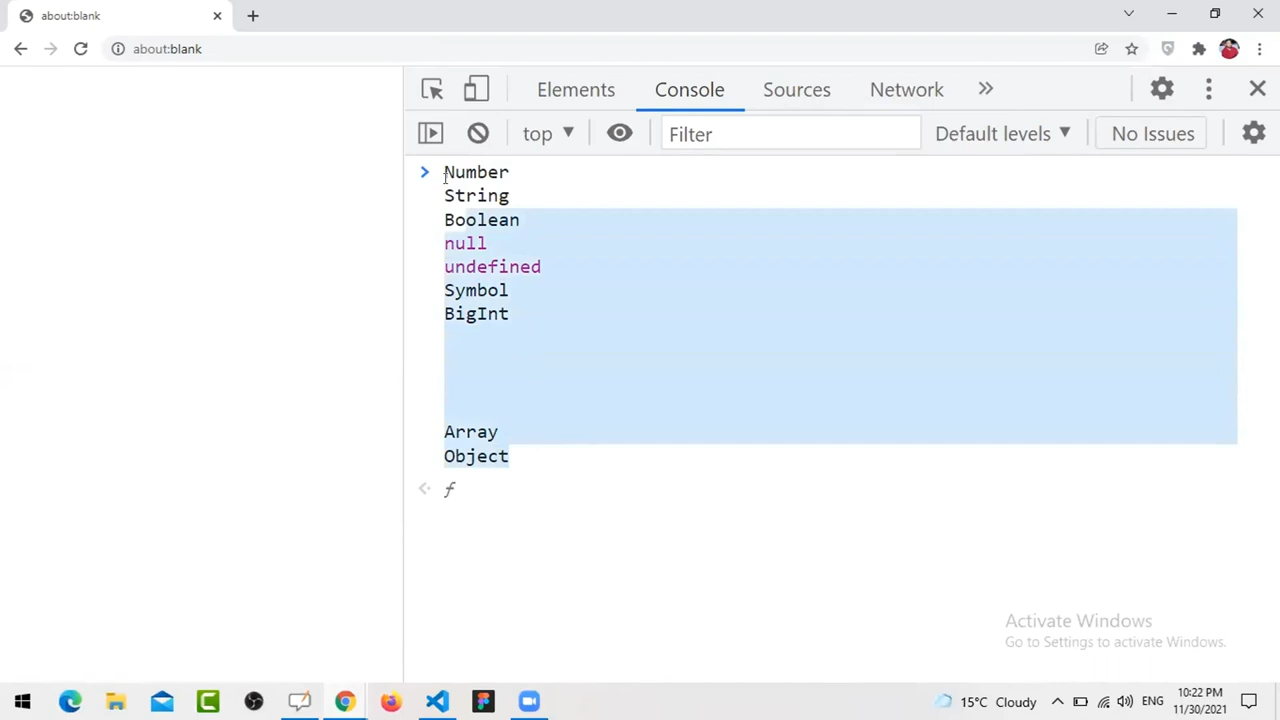 about:blank
about:blank
Elements Console Sources Network
top Filter Default levels No Issues
Number
String
Boolean
null
undefined
Symbol
BigInt
Array
Object
f
Activate Windows
Go to Settings to activate Windows.
15°C Cloudy ENG 10:22 PM
11/30/2021